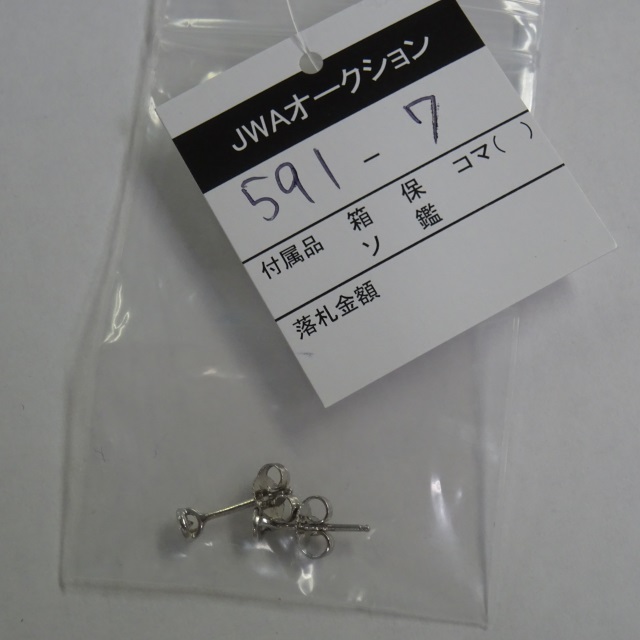 JWAオークション
591-7
付属品 箱 保 コマ( )
ソ 鑑
落札金額